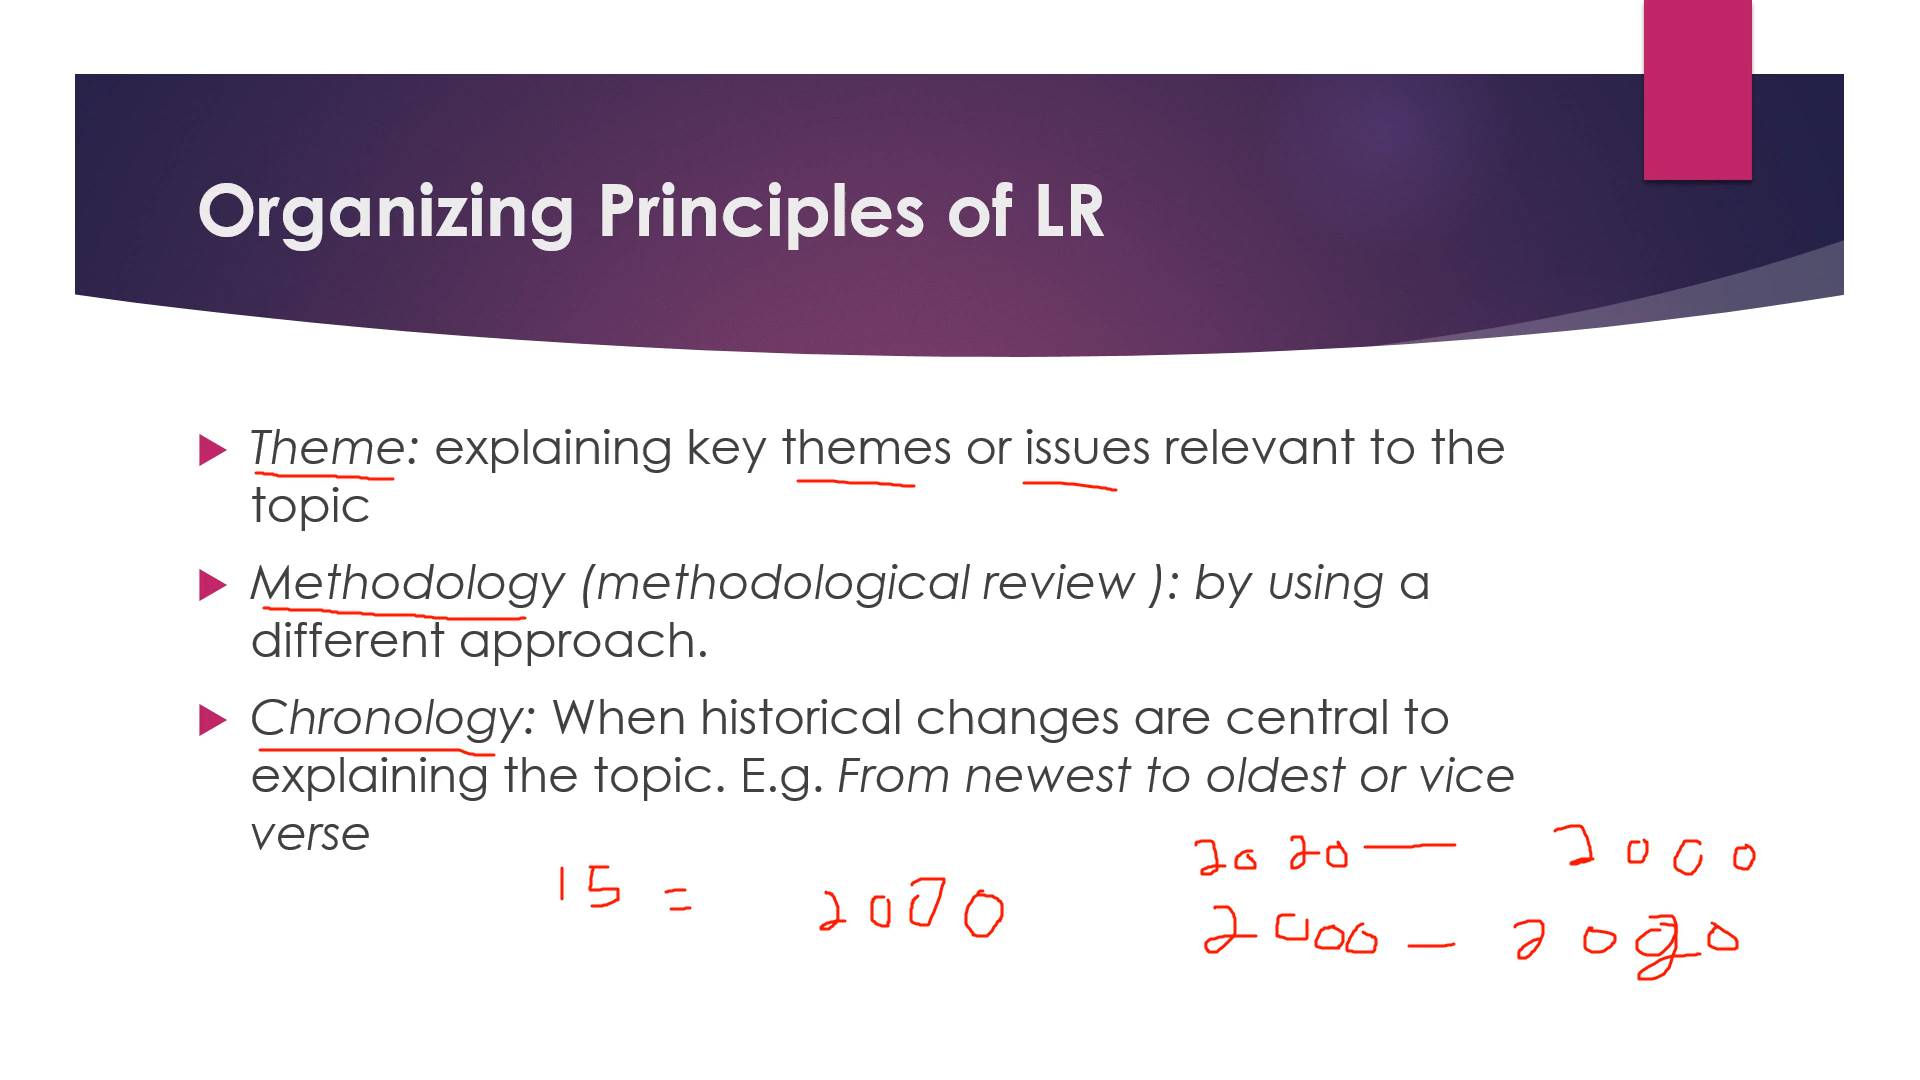 Organizing Principles of LR
Theme: explaining key themes or issues relevant to the
topic
Methodology (methodological review ): by using a
different approach.
Chronology: When historical changes are central to
explaining the topic. E.g. From newest to oldest or vice
verse
15 = 2000
2020 — 2000
2000 — 2020